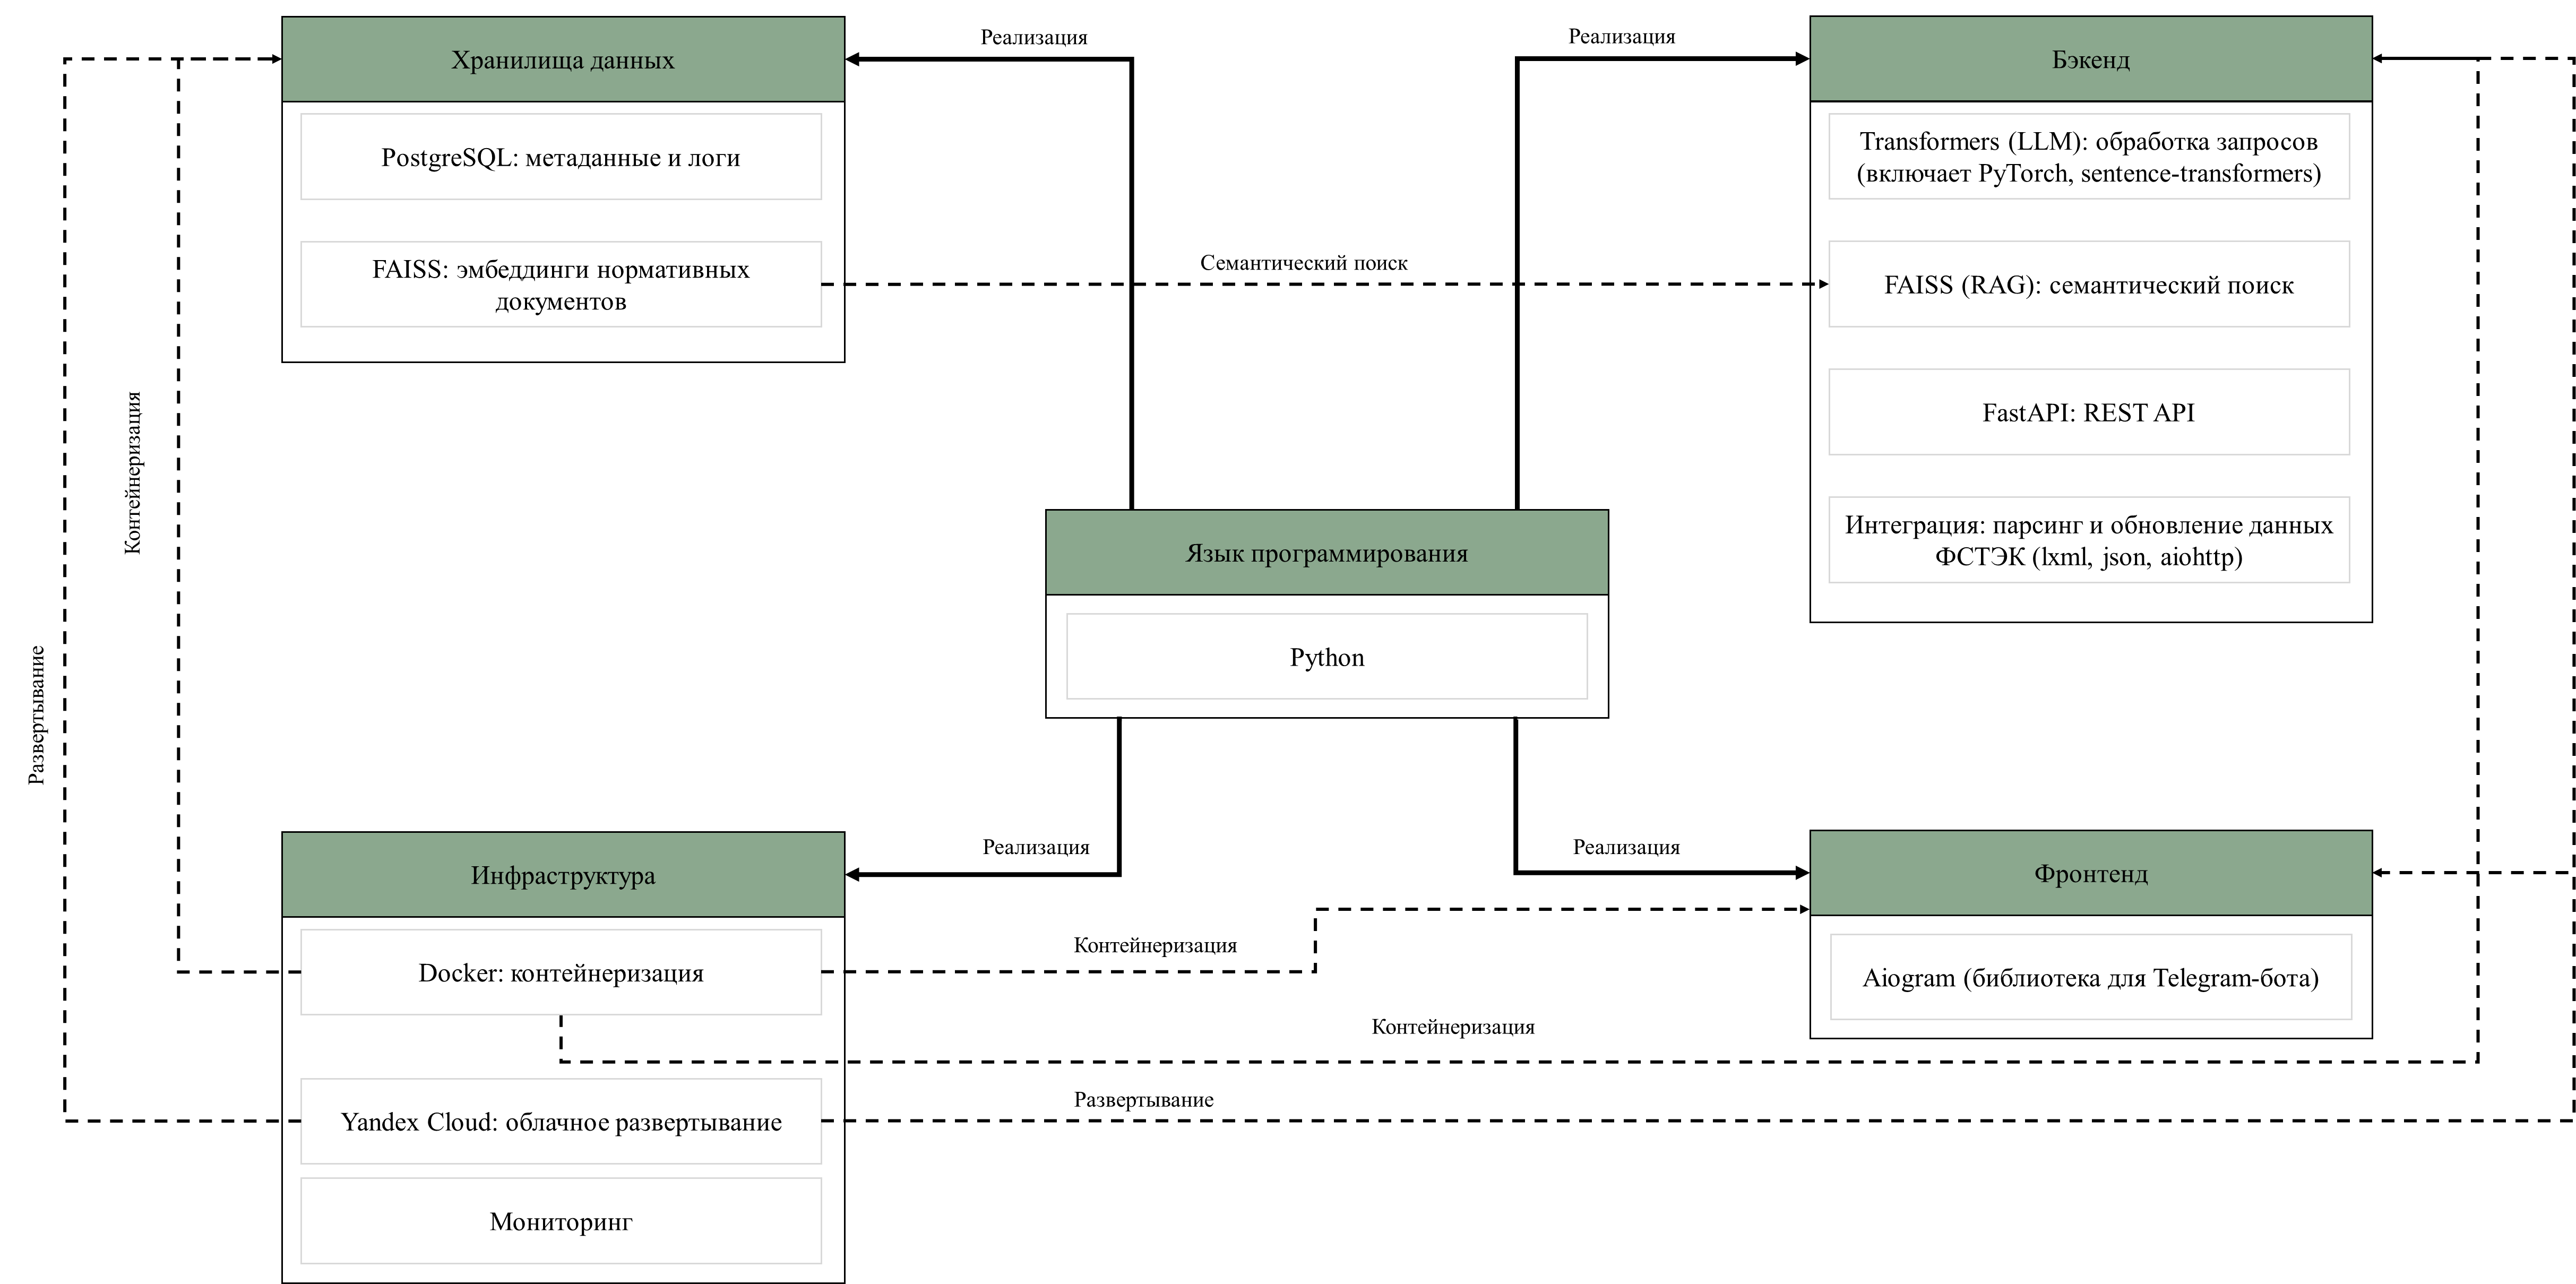 Реализация
Реализация
Хранилища данных
PostgreSQL: метаданные и логи
FAISS: эмбеддинги нормативных
документов
Бэкенд
Transformers (LLM): обработка запросов
(включает PyTorch, sentence-transformers)
FAISS (RAG): семантический поиск
FastAPI: REST API
Интеграция: парсинг и обновление данных
ФСТЭК (lxml, json, aiohttp)
Семантический поиск
Контейнеризация
Развертывание
Язык программирования
Python
Реализация
Реализация
Инфраструктура
Docker: контейнеризация
Yandex Cloud: облачное развертывание
Мониторинг
Контейнеризация
Контейнеризация
Развертывание
Фронтенд
Aiogram (библиотека для Telegram-бота)